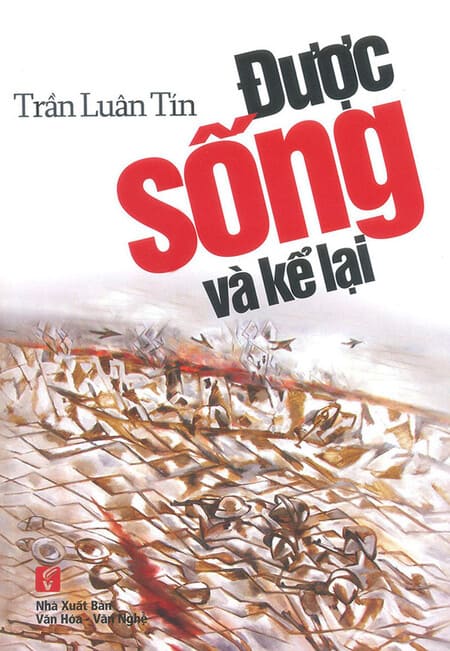 Trần Luân Tín
Được
sống
và kể lại
Nhà Xuất Bản
Văn Hóa - Văn Nghệ